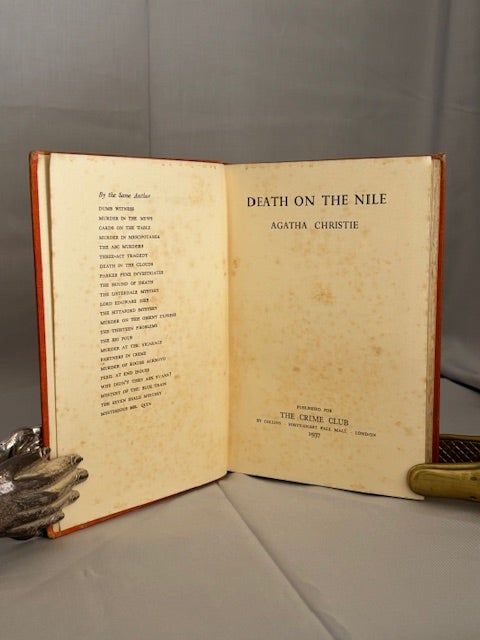 By the Same Author
DUMB WITNESS
MURDER IN THE MEWS
CARDS ON THE TABLE
MURDER IN MESOPOTAMIA
THE ABC MURDERS
THREE-ACT TRAGEDY
DEATH IN THE CLOUDS
PARKER PYNE INVESTIGATES
THE HOUND OF DEATH
THE LISTERDALE MYSTERY
LORD EDGWARE DIES
THE SITTAFORD MYSTERY
MURDER ON THE ORIENT EXPRESS
THE THIRTEEN PROBLEMS
THE BIG FOUR
MURDER AT THE VICARAGE
PARTNERS IN CRIME
MURDER OF ROGER ACKROYD
PERIL AT END HOUSE
WHY DIDN'T THEY ASK EVANS?
MYSTERY OF THE BLUE TRAIN
THE SEVEN DIALS MYSTERY
MYSTERIOUS MR. QUIN
DEATH ON THE NILE
AGATHA CHRISTIE
PUBLISHED FOR
THE CRIME CLUB
BY COLLINS · FORTY-EIGHT PALL MALL · LONDON
1937